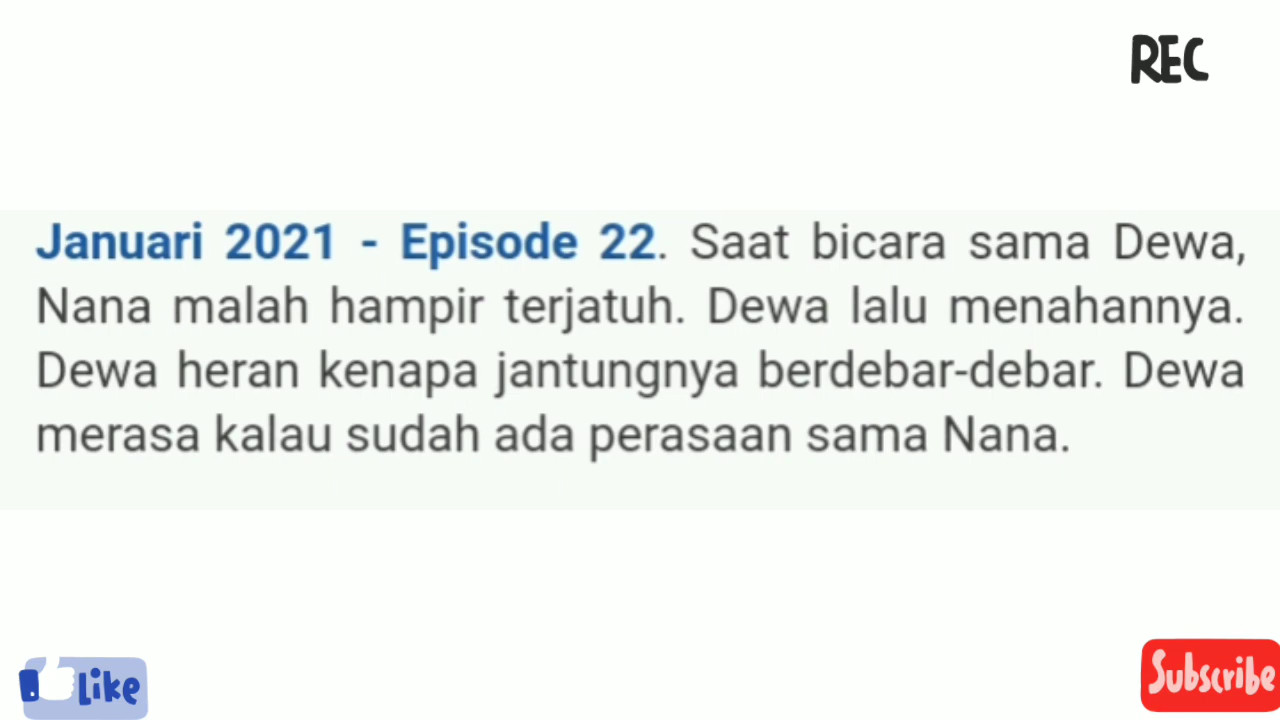 REC
Januari 2021 - Episode 22. Saat bicara sama Dewa,
Nana malah hampir terjatuh. Dewa lalu menahannya.
Dewa heran kenapa jantungnya berdebar-debar. Dewa
merasa kalau sudah ada perasaan sama Nana.
Like
Subscribe